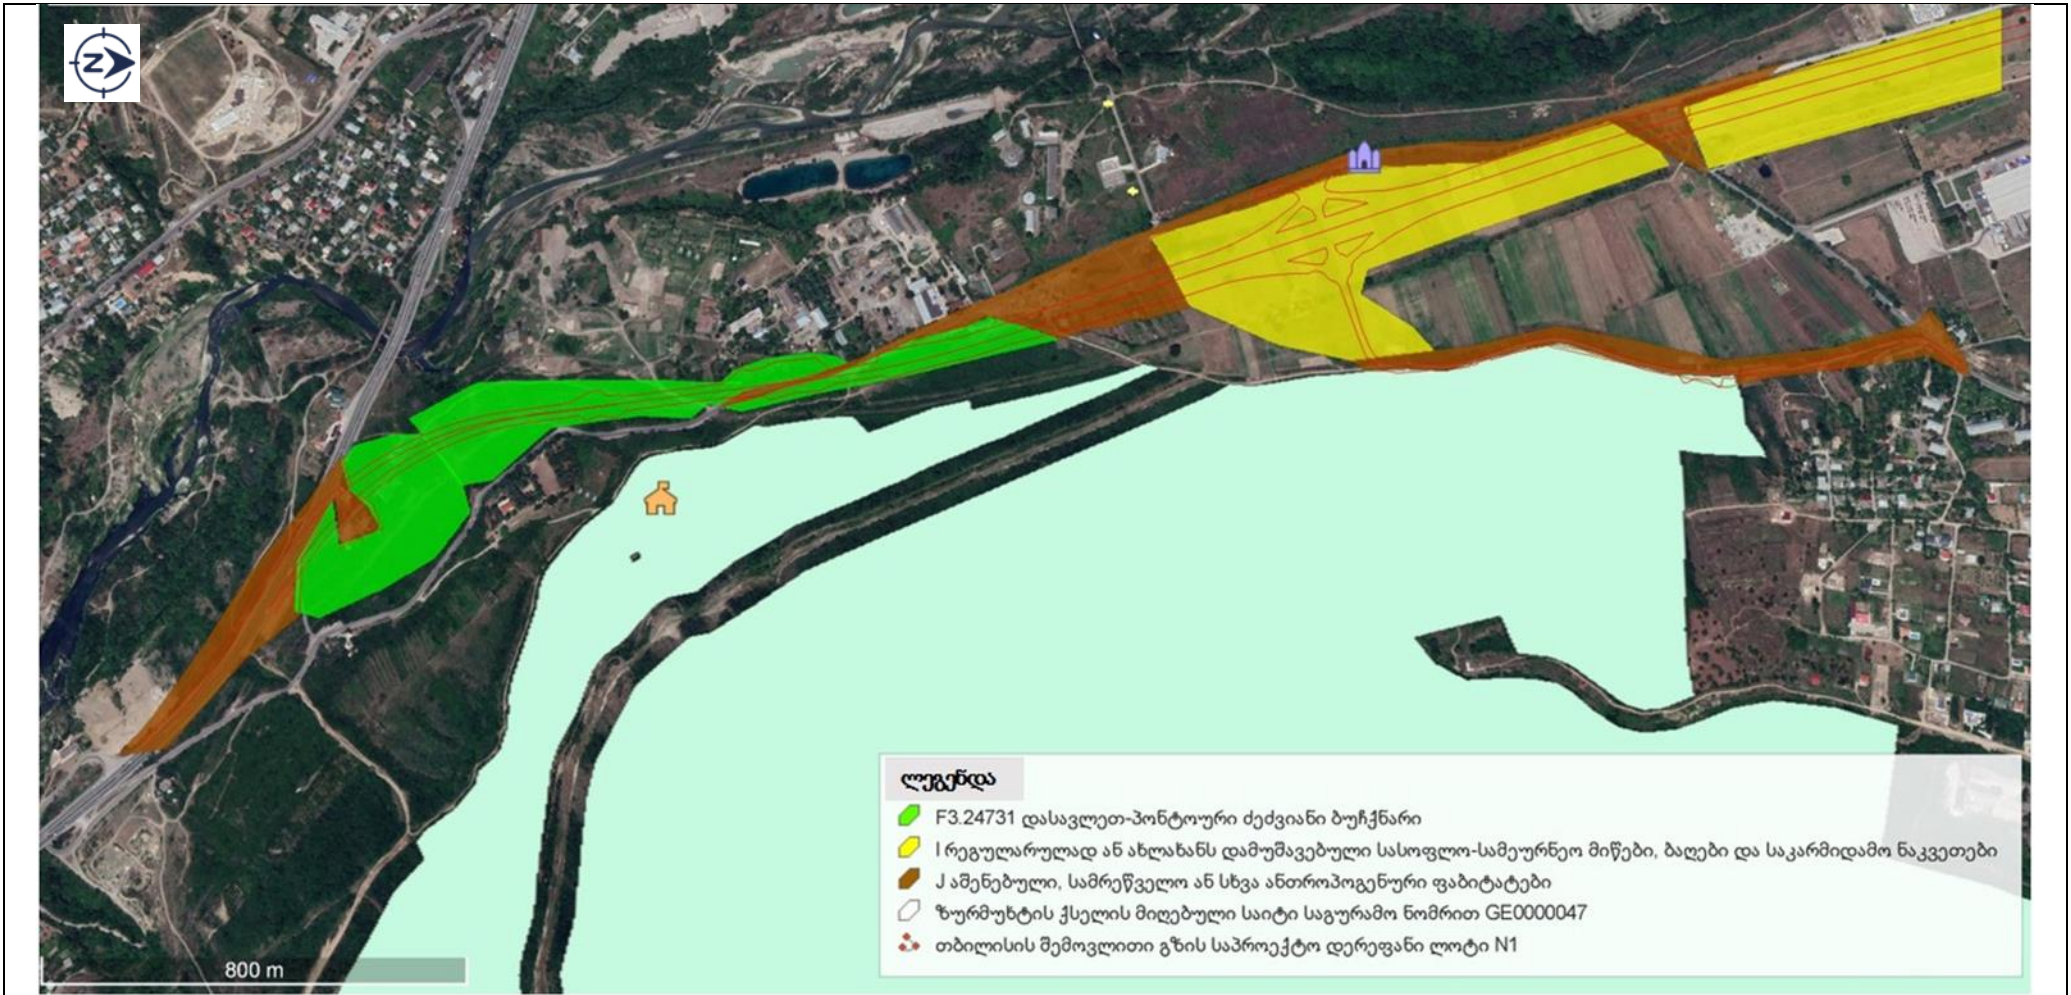 Z
ლეგენდა
F3.24731 დასავლეთ-პონტოური ძეძვიანი ბუჩქნარი
I რეგულარულად ან ახლახანს დამუშავებული სასოფლო-სამეურნეო მიწები, ბაღები და საკარმიდამო ნაკვეთები
J აშენებული, სამრეწველო ან სხვა ანთროპოგენური ფაბიტატები
ზურმუხტის ქსელის მიღებული საიტი საგურამო ნომრით GE0000047
თბილისის შემოვლითი გზის საპროექტო დერეფანი ლოტი N1
800 m